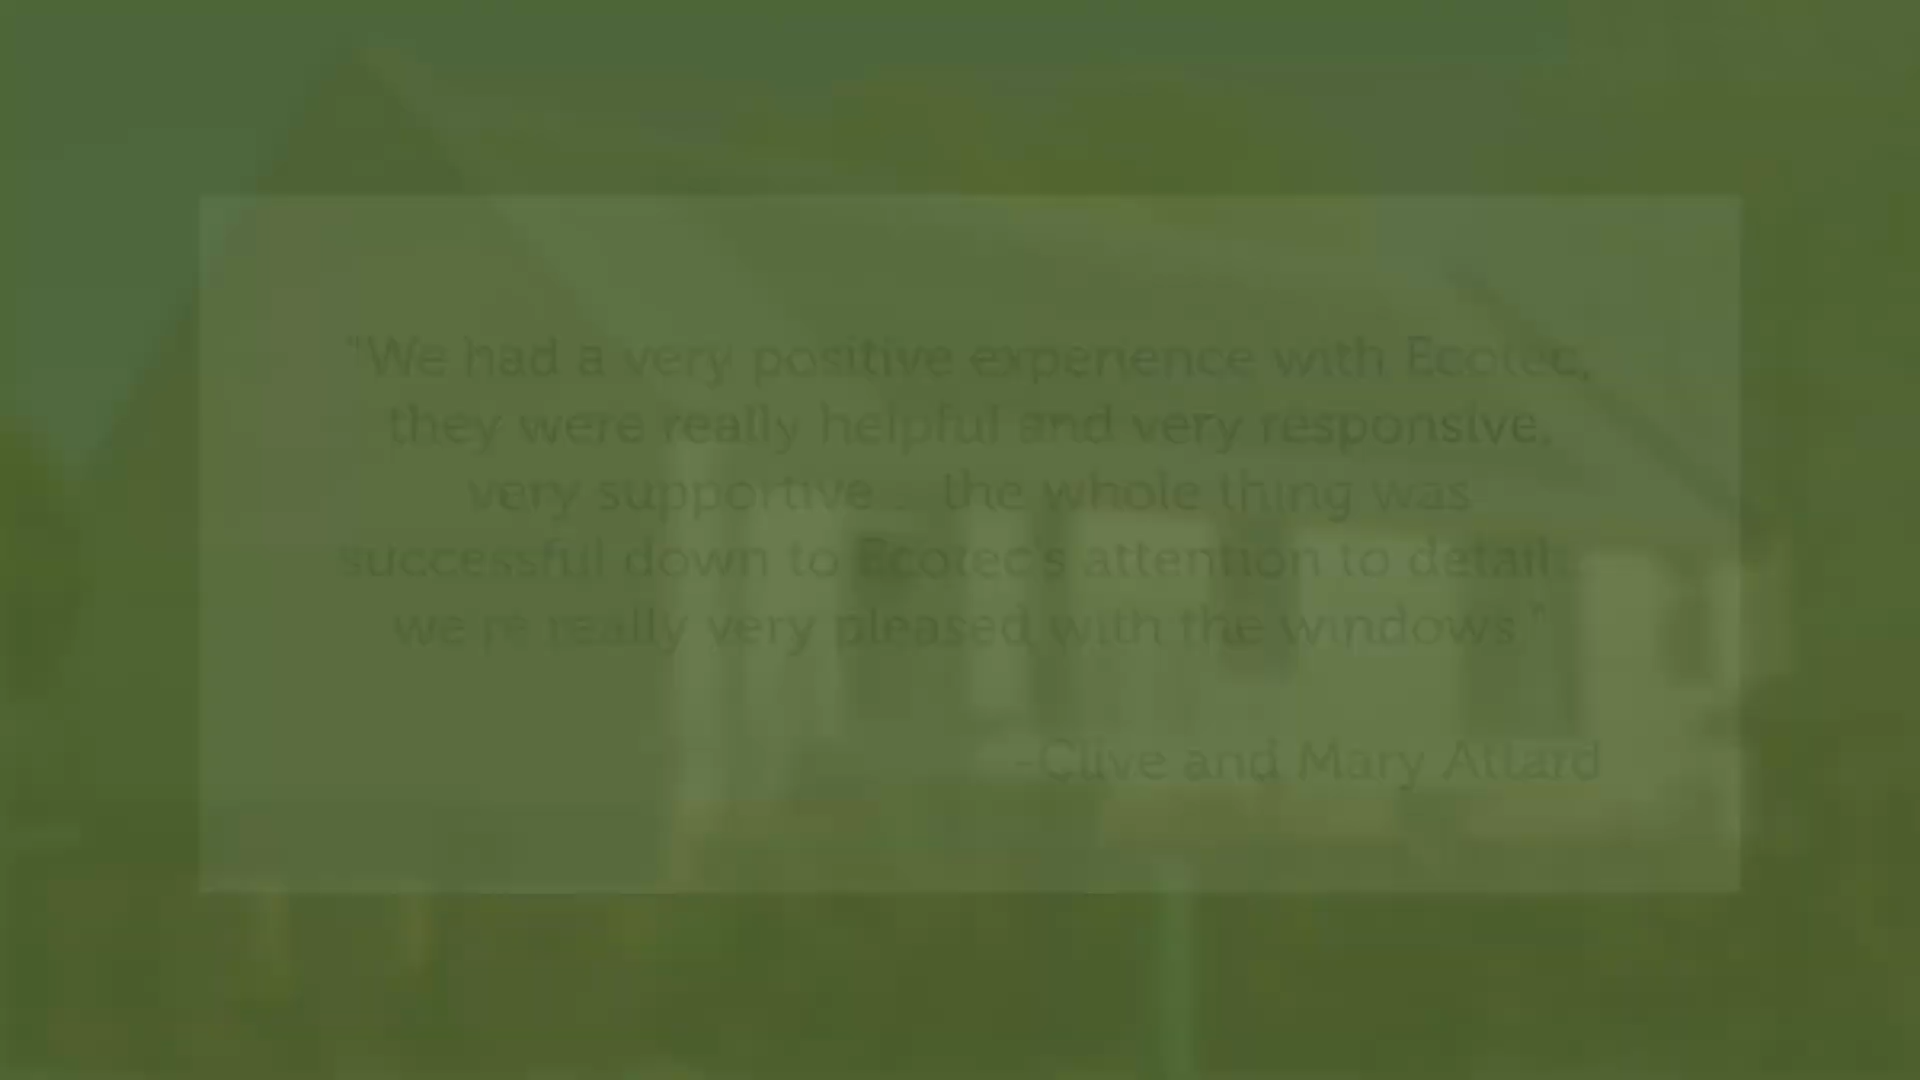 "We had a very positive experience with Ecotec,
they were really helpful and very responsive,
very supportive... the whole thing was
successful down to Ecotec's attention to detail;
we're really very pleased with the windows."
-Clive and Mary Attard